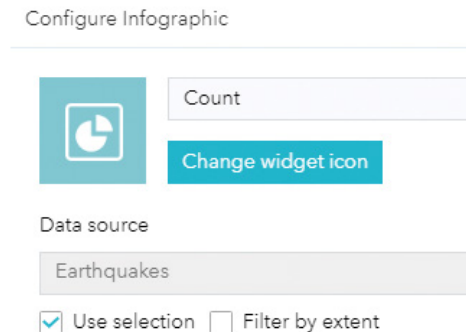 Configure Infographic
Count
Change widget icon
Data source
Earthquakes
Use selection Filter by extent